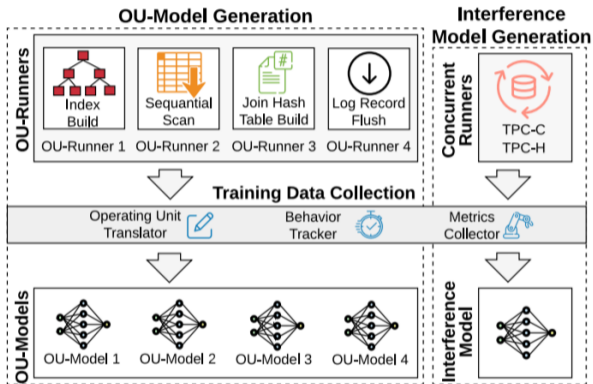 OU-Model Generation
Interference
Model Generation
OU-Runners
Index
Build
Sequantial
Scan
#
Join Hash
Table Build
Log Record
Flush
OU-Runner 1
OU-Runner 2
OU-Runner 3
OU-Runner 4
Concurrent
Runners
TPC-C
TPC-H
Training Data Collection
Operating Unit
Translator
Behavior
Tracker
Metrics
Collector
OU-Models
OU-Model 1
OU-Model 2
OU-Model 3
OU-Model 4
Interference
Model